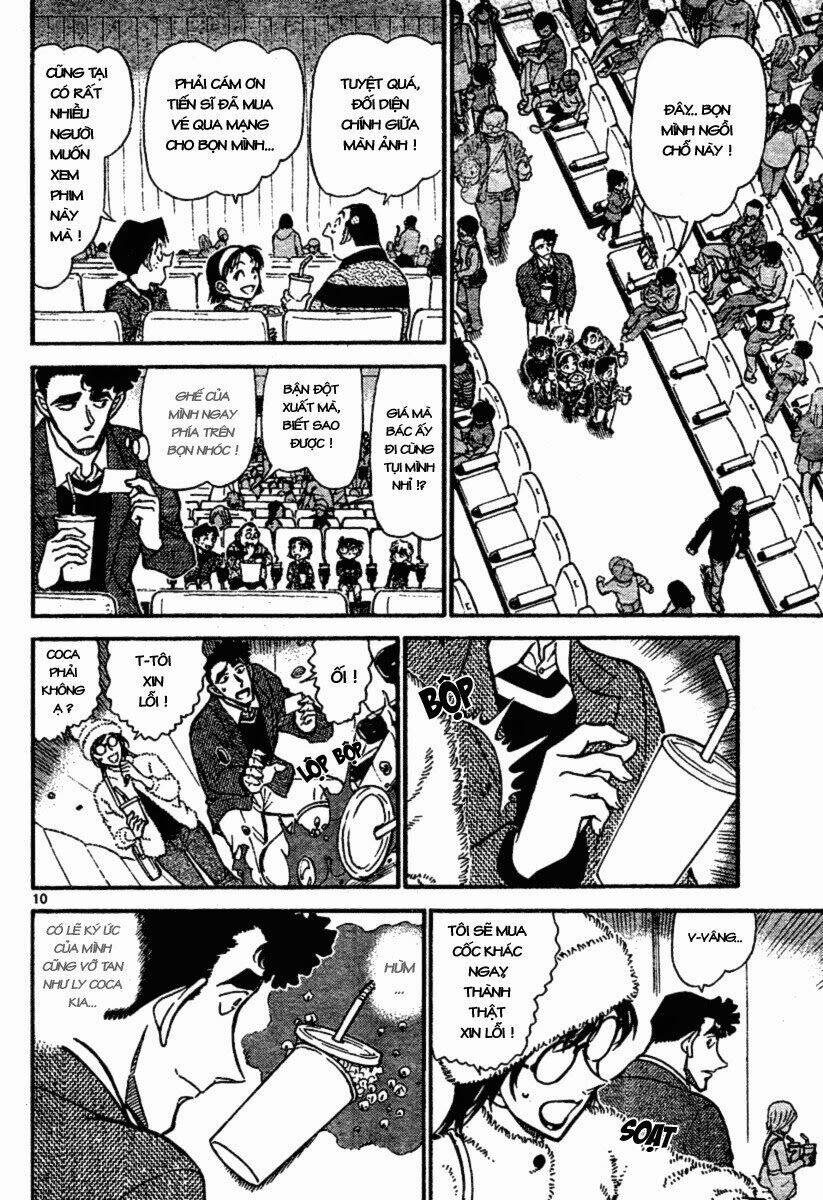 ĐÂY.. BỌN
MÌNH NGỒI
CHỖ NÀY !
TUYỆT QUÁ,
ĐỐI DIỆN
CHÍNH GIỮA
MÀN ẢNH !
PHẢI CÁM ƠN
TIẾN SĨ ĐÃ MUA
VÉ QUA MẠNG
CHO BỌN MÌNH...
CŨNG TẠI
CÓ RẤT
NHIỀU
NGƯỜI
MUỐN
XEM
PHIM
NÀY
MÀ !
GIÁ MÀ
BÁC ẤY
ĐI CÙNG
TỤI MÌNH
NHỈ !?
BẬN ĐỘT
XUẤT MÀ,
BIẾT SAO
ĐƯỢC !
GHẾ CỦA
MÌNH NGAY
PHÍA TRÊN
BỌN NHÓC !
BỘP
ỐI !
LỘP BỘP
T-TÔI
XIN
LỖI !
COCA
PHẢI
KHÔNG
Ạ ?
10
V-VÂNG..
TÔI SẼ MUA
CỐC KHÁC
NGAY,
THÀNH
THẬT
XIN LỖI !
SOẠT
HỪM
...
CÓ LẼ KÝ ỨC
CỦA MÌNH
CŨNG VỠ TAN
NHƯ LY COCA
KIA...